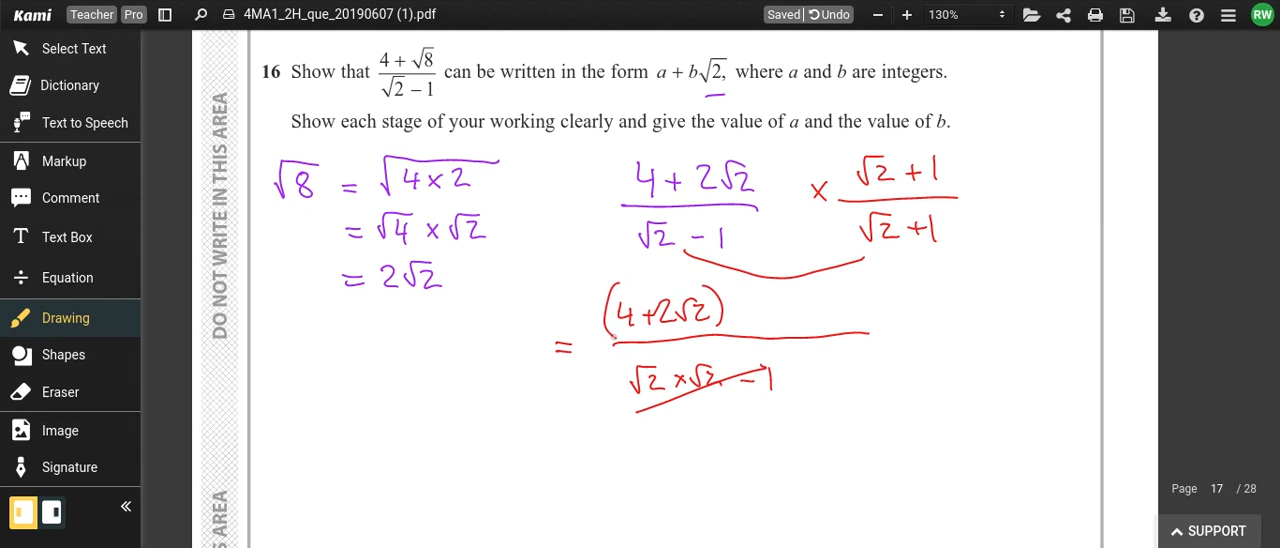 Kami Teacher Pro 4MA1_2H_que_20190607 (1).pdf Saved Undo 130% RW
Select Text
Dictionary
Text to Speech
Markup
Comment
Text Box
Equation
Drawing
Shapes
Eraser
Image
Signature
DO NOT WRITE IN THIS AREA
S AREA
16 Show that (4 + √8)/(√2 – 1) can be written in the form a + b√2, where a and b are integers.
Show each stage of your working clearly and give the value of a and the value of b.
√8 = √4 × 2
= √4 × √2
= 2√2
(4 + 2√2)/(√2 - 1) × (√2 + 1)/(√2 + 1)
= (4+2√2)
√2 × √2 - 1
Page 17 / 28
SUPPORT